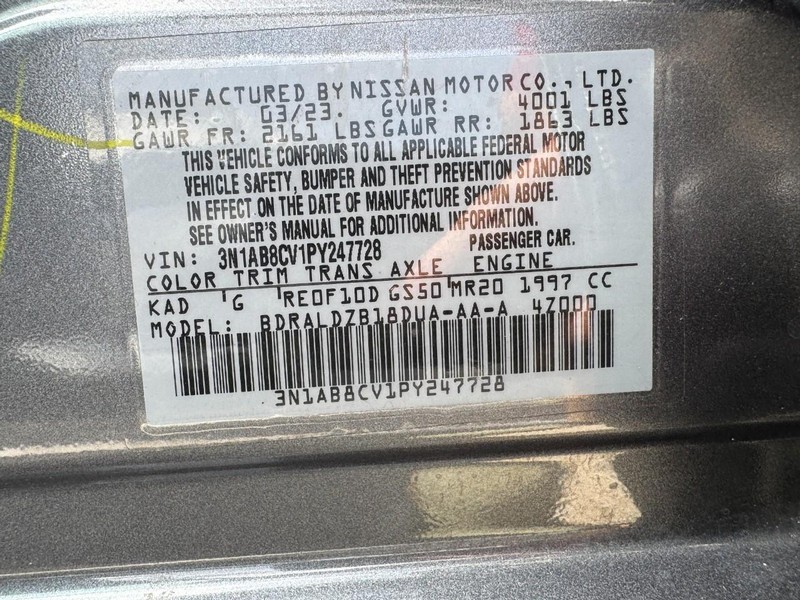 MANUFACTURED BY NISSAN MOTOR CO., LTD.
DATE: 03/23. GVWR: 4001 LBS
GAWR FR: 2161 LBS GAWR RR: 1863 LBS
THIS VEHICLE CONFORMS TO ALL APPLICABLE FEDERAL MOTOR
VEHICLE SAFETY, BUMPER AND THEFT PREVENTION STANDARDS
IN EFFECT ON THE DATE OF MANUFACTURE SHOWN ABOVE.
SEE OWNER'S MANUAL FOR ADDITIONAL INFORMATION.
VIN: 3N1AB8CV1PY247728 PASSENGER CAR.
COLOR TRIM TRANS AXLE ENGINE
KAD G RE0F10D GS50 MR20 1997 CC
MODEL: BDRALDZB18DUA-AA-A 4Z000
3N1AB8CV1PY247728